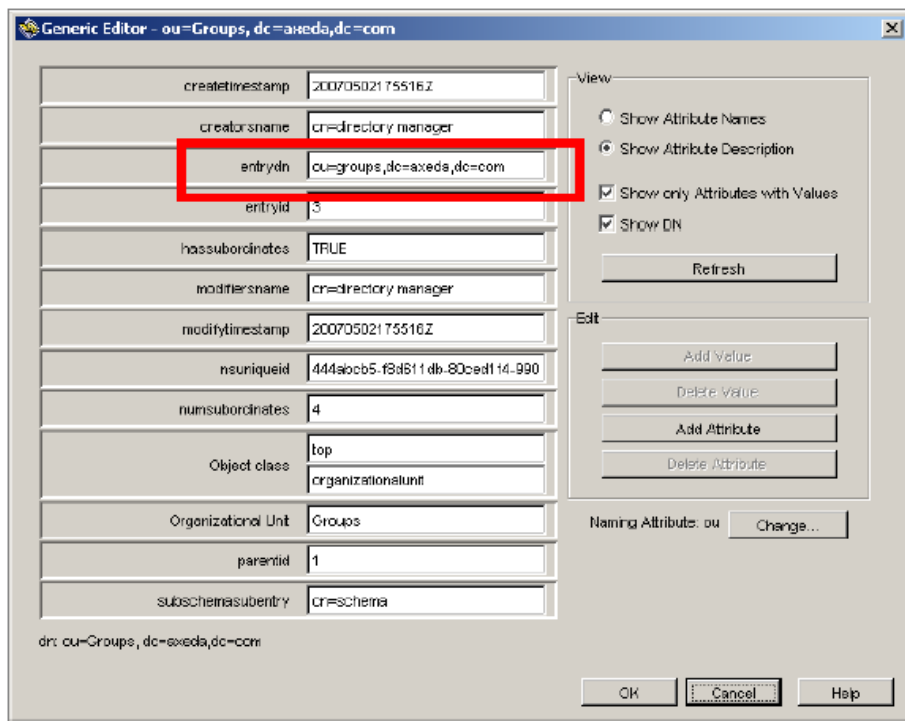 Generic Editor - ou=Groups, dc=axeda,dc=com
createtimestamp 20070502175516Z
creatorsname cn=directory manager
entrydn ou=groups,dc=axeda,dc=com
entryid 3
hassubordinates TRUE
modifiersname cn=directory manager
modifytimestamp 20070502175516Z
nsuniqueid 444abcb5-f8d611db-80ced114-990
numsubordinates 4
Object class top
organizationalunit
Organizational Unit Groups
parentid 1
subschemasubentry cn=schema
dn: ou=Groups, dc=axeda,dc=com
View
Show Attribute Names
Show Attribute Description
Show only Attributes with Values
Show DN
Refresh
Edit
Add Value
Delete Value
Add Attribute
Delete Attribute
Naming Attribute: ou Change...
OK Cancel Help